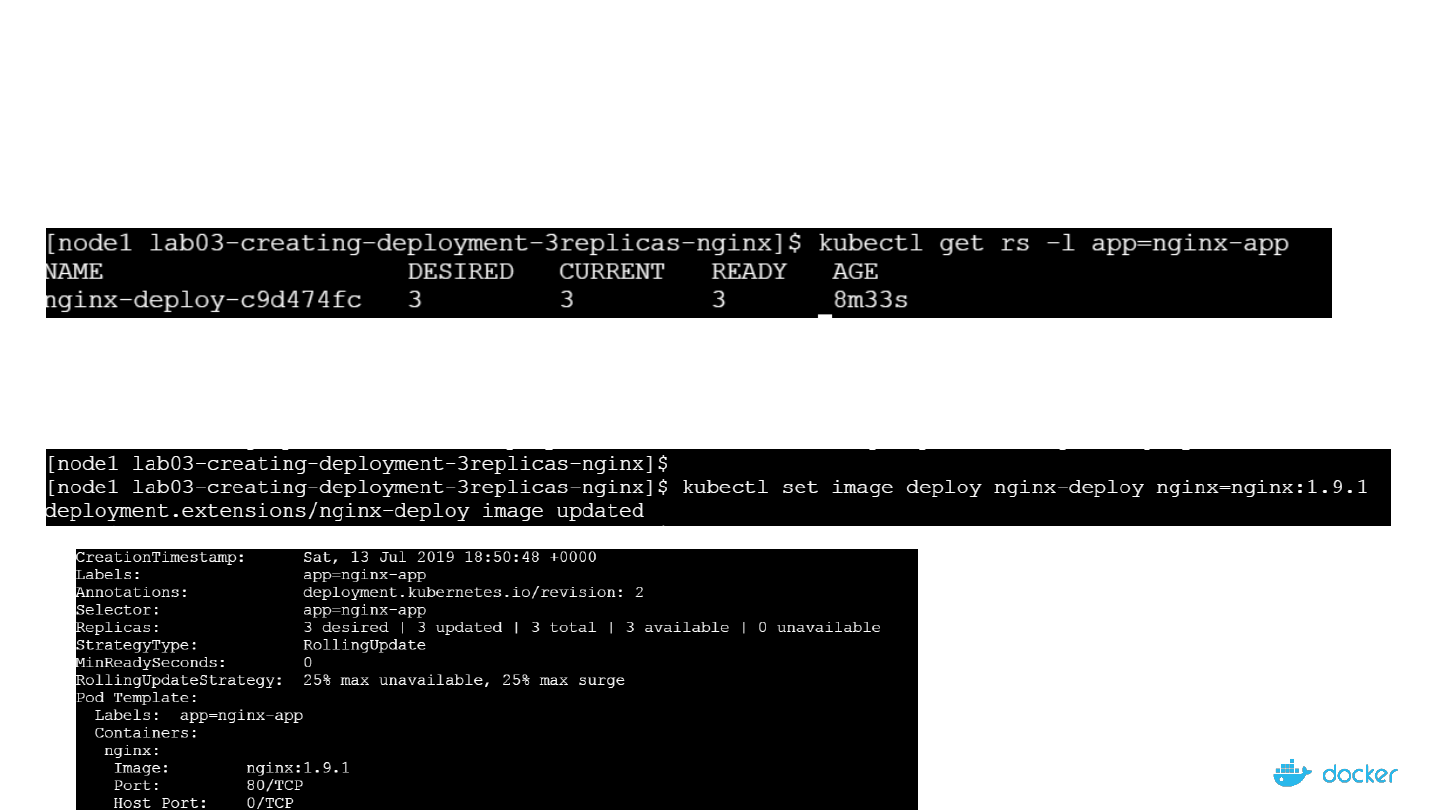 [node1 lab03-creating-deployment-3replicas-nginx]$ kubectl get rs -l app=nginx-app
NAME DESIRED CURRENT READY AGE
nginx-deploy-c9d474fc 3 3 3 8m33s
[node1 lab03-creating-deployment-3replicas-nginx]$
[node1 lab03-creating-deployment-3replicas-nginx]$ kubectl set image deploy nginx-deploy nginx=nginx:1.9.1
deployment.extensions/nginx-deploy image updated
CreationTimestamp: Sat, 13 Jul 2019 18:50:48 +0000
Labels: app=nginx-app
Annotations: deployment.kubernetes.io/revision: 2
Selector: app=nginx-app
Replicas: 3 desired | 3 updated | 3 total | 3 available | 0 unavailable
StrategyType: RollingUpdate
MinReadySeconds: 0
RollingUpdateStrategy: 25% max unavailable, 25% max surge
Pod Template:
Labels: app=nginx-app
Containers:
nginx:
Image: nginx:1.9.1
Port: 80/TCP
Host Port: 0/TCP
docker